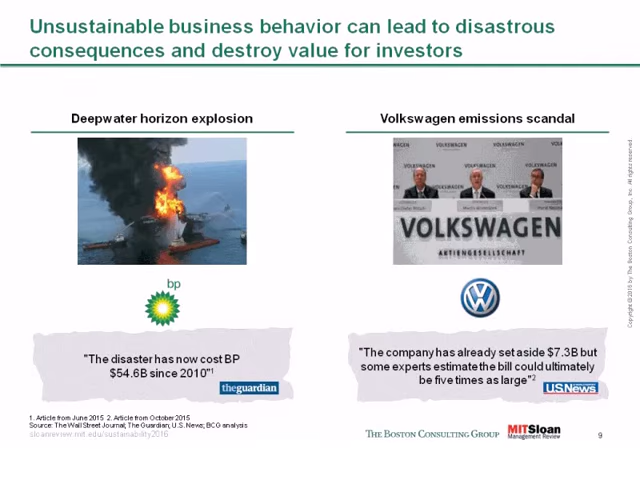 Unsustainable business behavior can lead to disastrous
consequences and destroy value for investors
Deepwater horizon explosion
Volkswagen emissions scandal
VOLKSWAGEN
AKTIENGESELLSCHAFT
bp
"The disaster has now cost BP
$54.6B since 2010"1
theguardian
"The company has already set aside $7.3B but
some experts estimate the bill could ultimately
be five times as large"2
U.S.News
1. Article from June 2015 2. Article from October 2015
Source: The Wall Street Journal; The Guardian, U.S. News; BCG analysis
sloanreview.mit.edu/sustainability2016
THE BOSTON CONSULTING GROUP
MITSloan
Management Review
9
Copyright © 2016 by The Boston Consulting Group, Inc. All rights reserved.